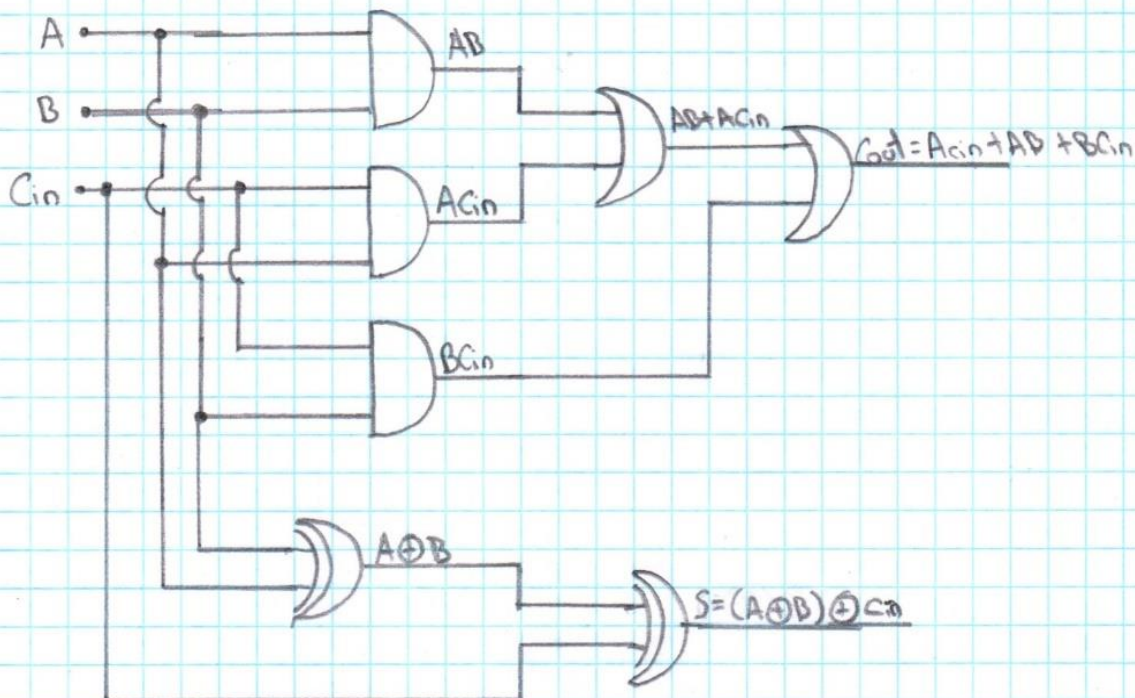 A
AB
B
AB+ACin
Cout=ACin+AB+BCin
Cin
ACin
BCin
A⊕B
S=(A⊕B)⊕Cin